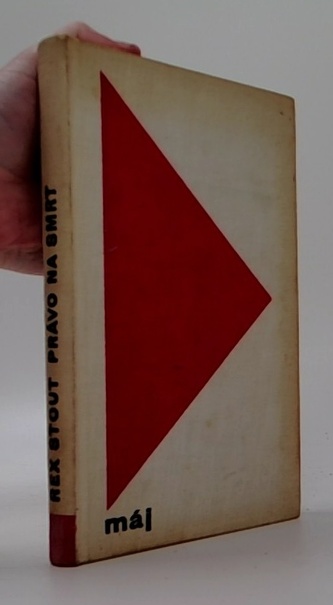 REX STOUT PRÁVO NA SMRT
máj